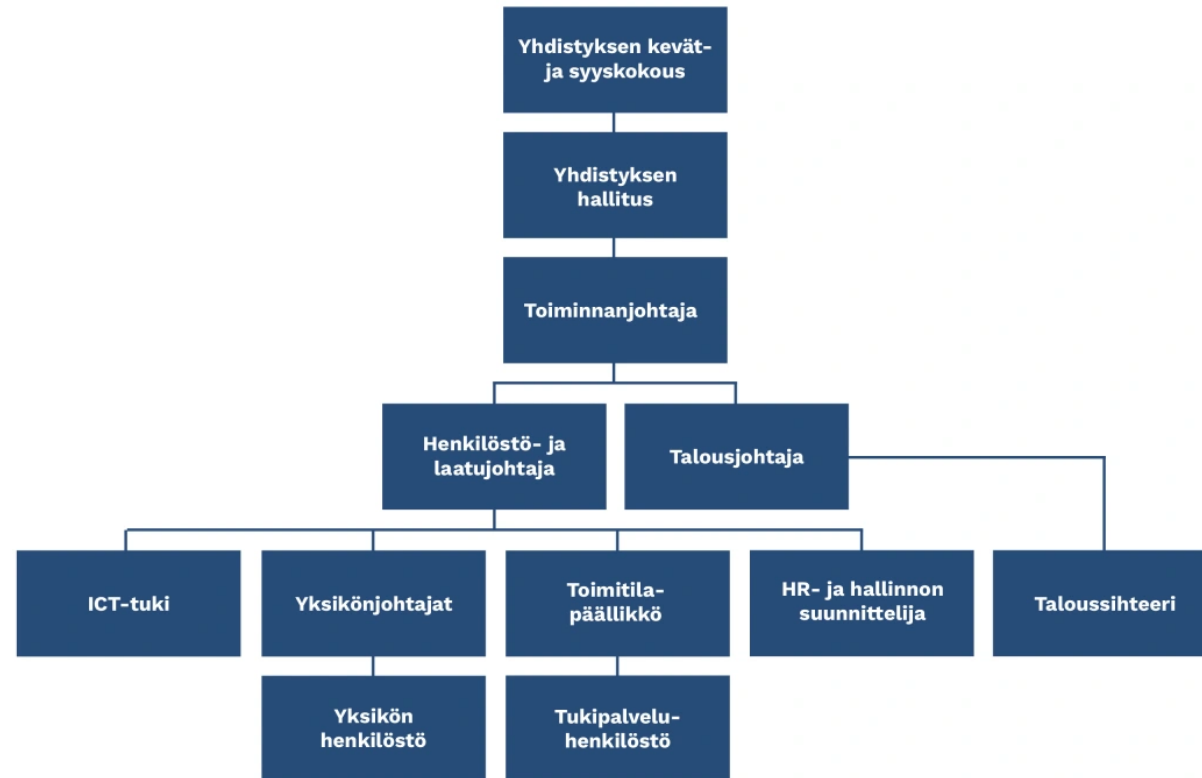 Yhdistyksen kevät-
ja syyskokous
Yhdistyksen
hallitus
Toiminnanjohtaja
Henkilöstö- ja
laatujohtaja
Talousjohtaja
ICT-tuki
Yksikönjohtajat
Toimitila-
päällikkö
HR- ja hallinnon
suunnittelija
Taloussihteeri
Yksikön
henkilöstö
Tukipalvelu-
henkilöstö